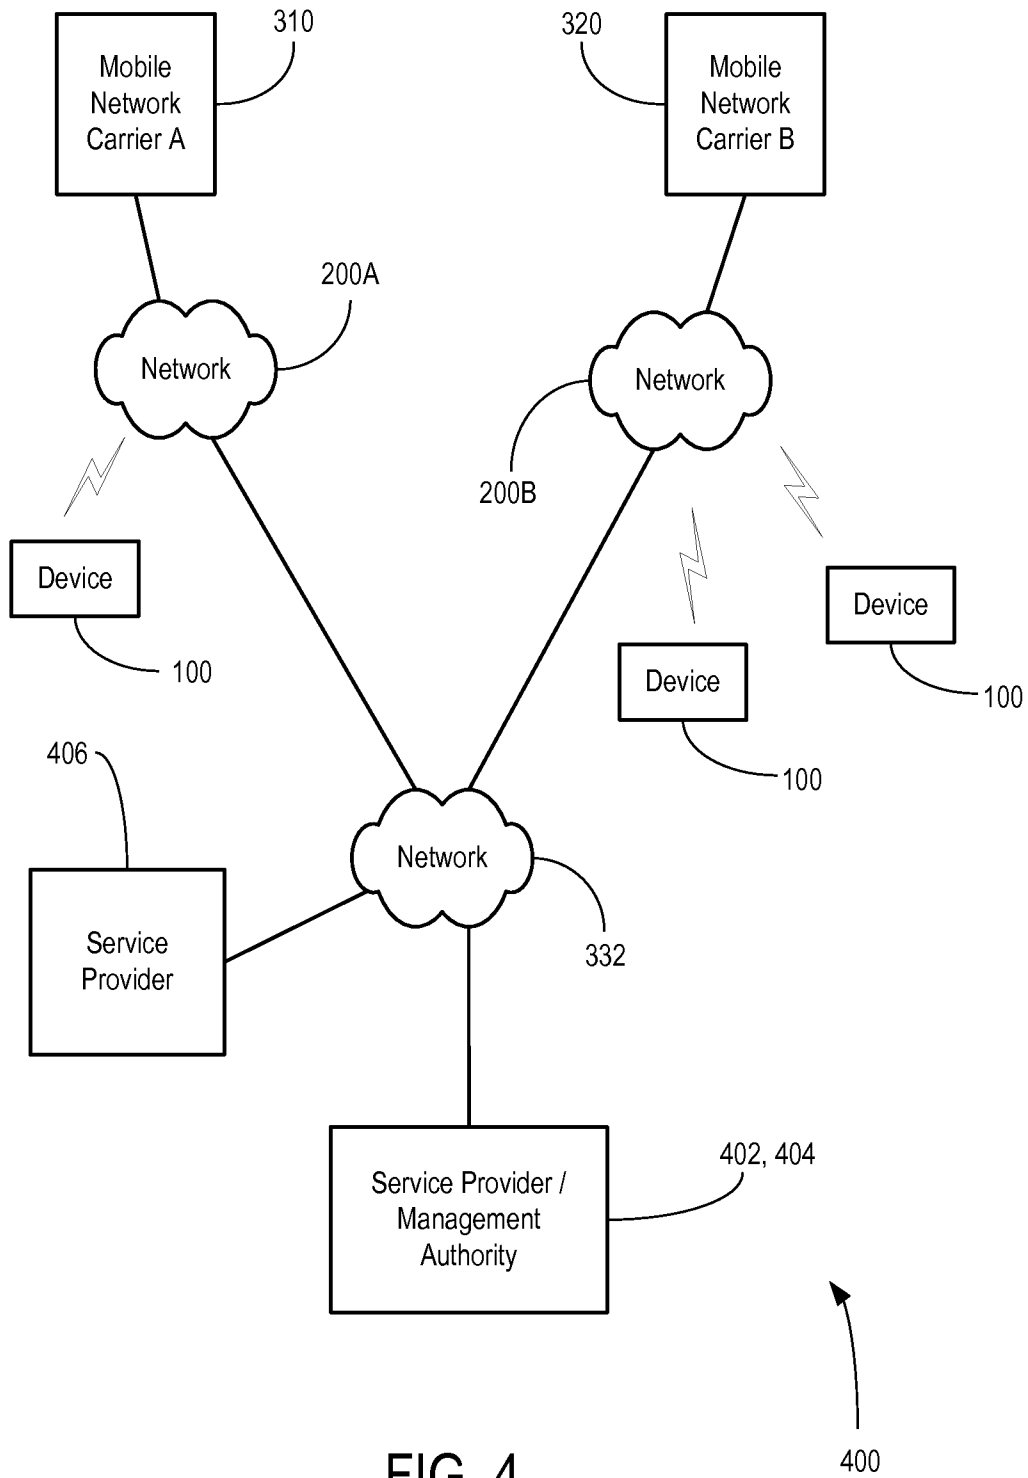 310
320
Mobile
Network
Carrier A
Mobile
Network
Carrier B
200A
Network
Network
200B
Device
Device
100
Device
100
406
100
Network
Service
Provider
332
402, 404
Service Provider /
Management
Authority
400
FIG. 4